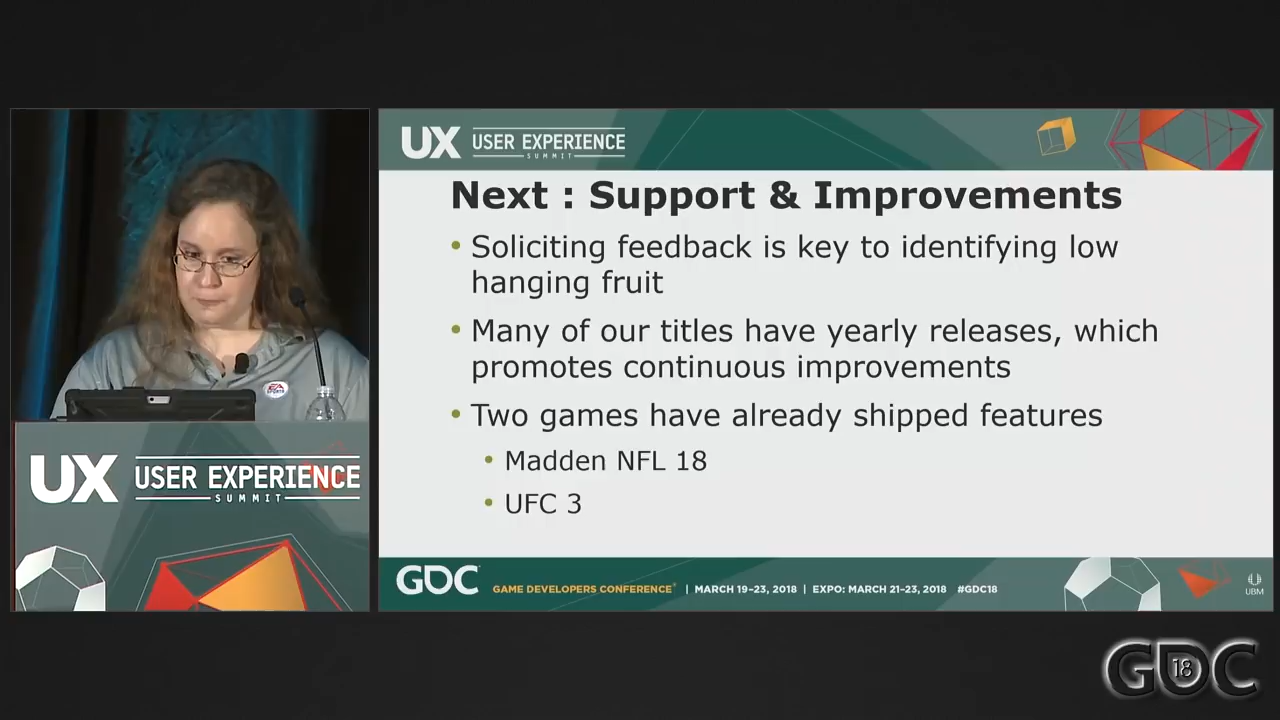 UX USER EXPERIENCE
SUMMIT
Next : Support & Improvements
• Soliciting feedback is key to identifying low
hanging fruit
• Many of our titles have yearly releases, which
promotes continuous improvements
• Two games have already shipped features
• Madden NFL 18
• UFC 3
EA
SPORTS
UX USER EXPERIENCE
SUMMIT
GDC GAME DEVELOPERS CONFERENCE® | MARCH 19–23, 2018 | EXPO: MARCH 21–23, 2018 #GDC18
UBM
GDC 18